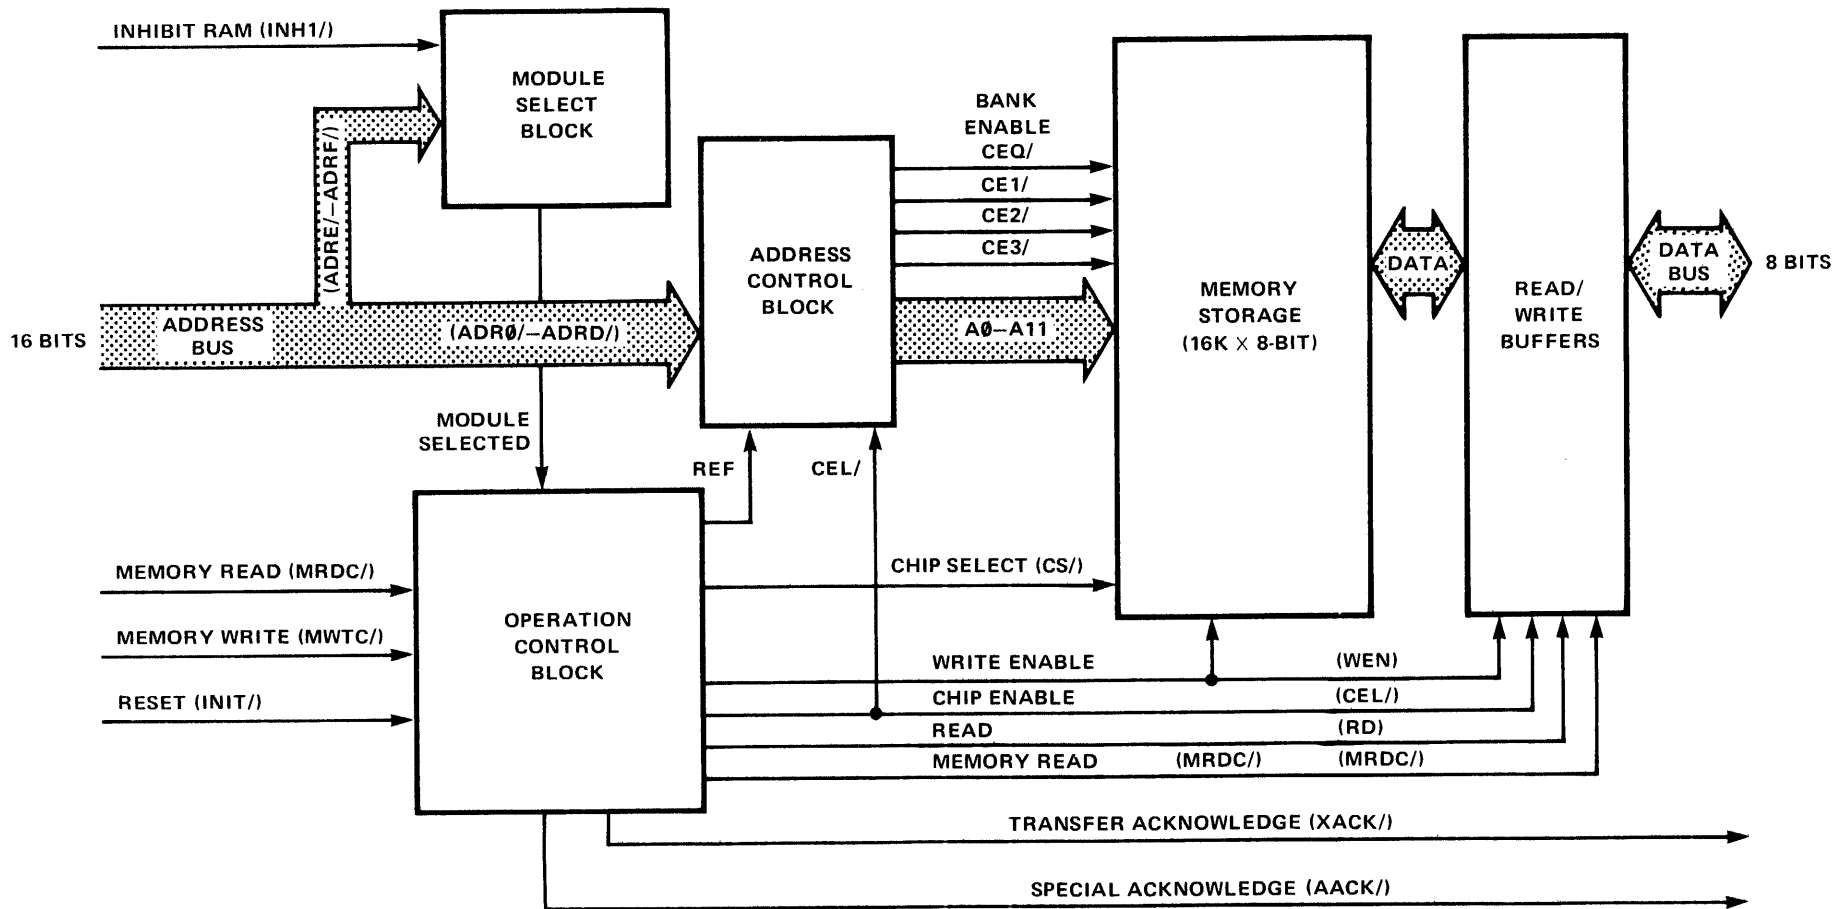 INHIBIT RAM (INH1/)
MODULE
SELECT
BLOCK
(ADRE/–ADRF/)
BANK
ENABLE
CEQ/
CE1/
CE2/
CE3/
ADDRESS
CONTROL
BLOCK
MEMORY
STORAGE
(16K X 8-BIT)
DATA
READ/
WRITE
BUFFERS
DATA
BUS
8 BITS
16 BITS
ADDRESS
BUS
(ADRØ/–ADRD/)
AØ–A11
MODULE
SELECTED
REF
CEL/
MEMORY READ (MRDC/)
MEMORY WRITE (MWTC/)
RESET (INIT/)
OPERATION
CONTROL
BLOCK
CHIP SELECT (CS/)
WRITE ENABLE (WEN)
CHIP ENABLE (CEL/)
READ (RD)
MEMORY READ (MRDC/) (MRDC/)
TRANSFER ACKNOWLEDGE (XACK/)
SPECIAL ACKNOWLEDGE (AACK/)